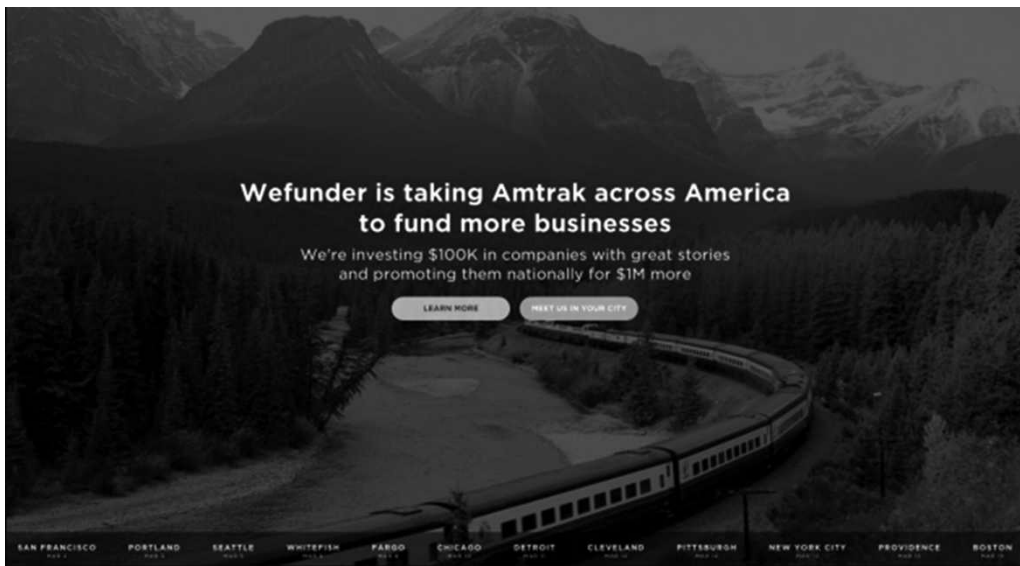 Wefunder is taking Amtrak across America
to fund more businesses
We're investing $100K in companies with great stories
and promoting them nationally for $1M more
LEARN MORE MEET US IN YOUR CITY
SAN FRANCISCO PORTLAND SEATTLE WHITEFISH FARGO CHICAGO DETROIT CLEVELAND PITTSBURGH NEW YORK CITY PROVIDENCE BOSTON